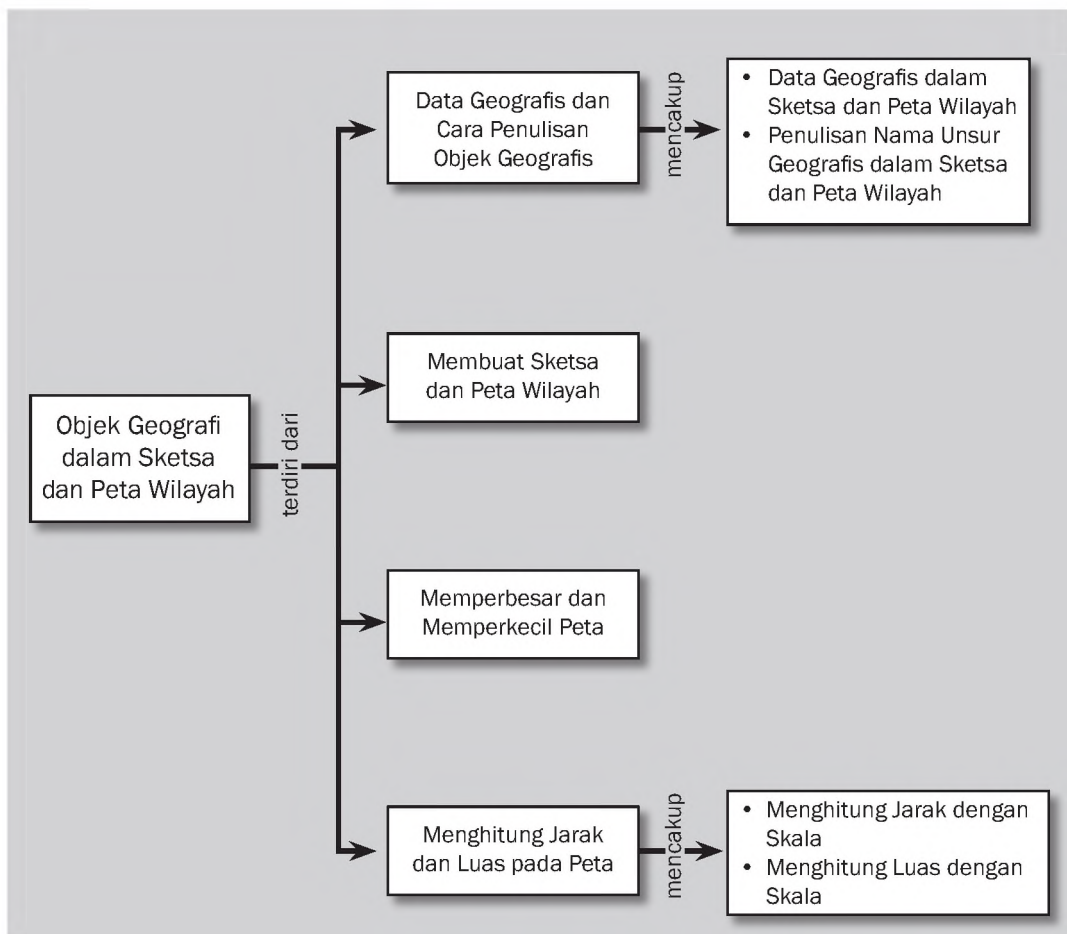 Objek Geografi
dalam Sketsa
dan Peta Wilayah
terdiri dari
Data Geografis dan
Cara Penulisan
Objek Geografis
mencakup
• Data Geografis dalam
Sketsa dan Peta Wilayah
• Penulisan Nama Unsur
Geografis dalam Sketsa
dan Peta Wilayah
Membuat Sketsa
dan Peta Wilayah
Memperbesar dan
Memperkecil Peta
Menghitung Jarak
dan Luas pada Peta
mencakup
• Menghitung Jarak dengan
Skala
• Menghitung Luas dengan
Skala